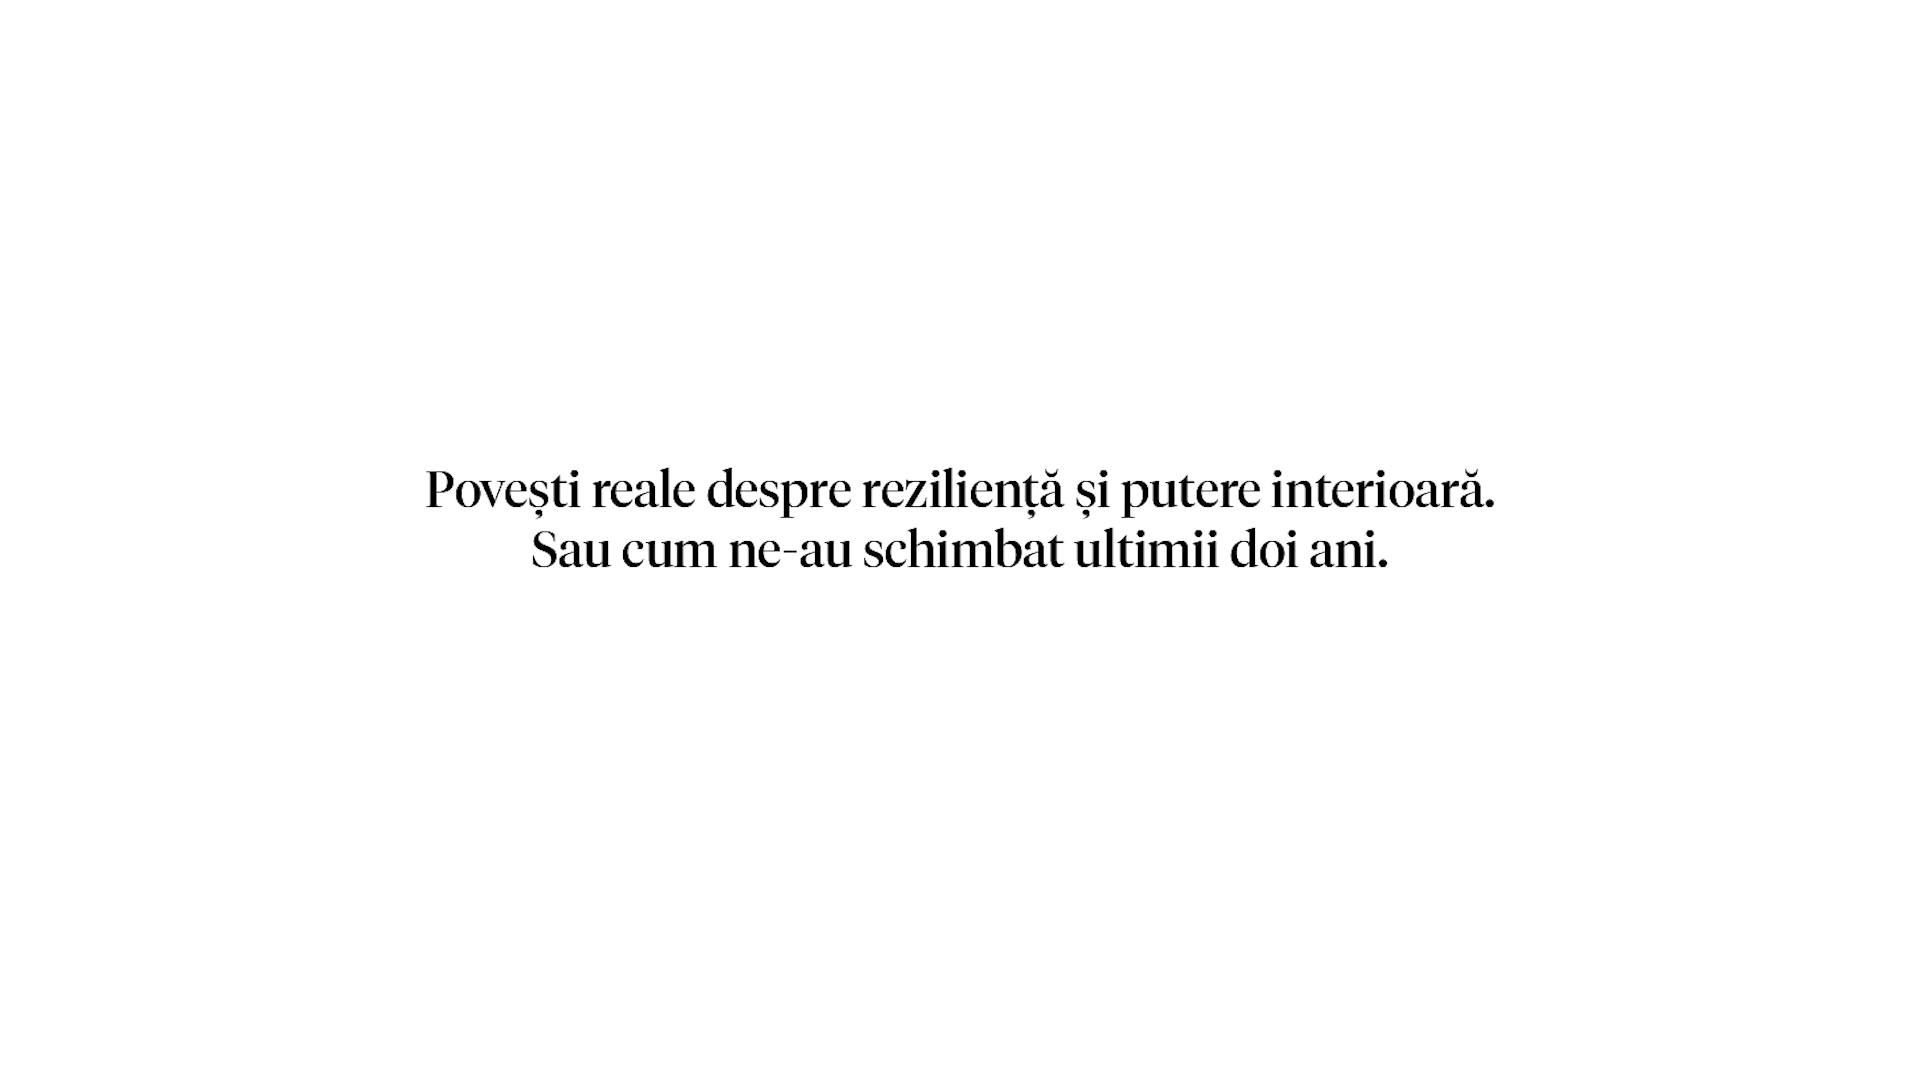 Povești reale despre reziliență și putere interioară.
Sau cum ne-au schimbat ultimii doi ani.